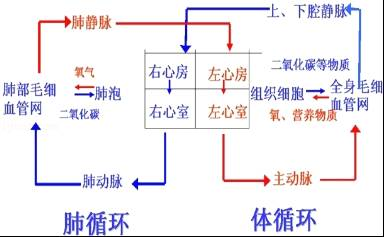 肺静脉
上、下腔静脉
肺部毛细
血管网
氧气
二氧化碳
肺泡
右心房
左心房
右心室
左心室
二氧化碳等物质
组织细胞
氧、营养物质
全身毛细
血管网
肺动脉
主动脉
肺循环
体循环